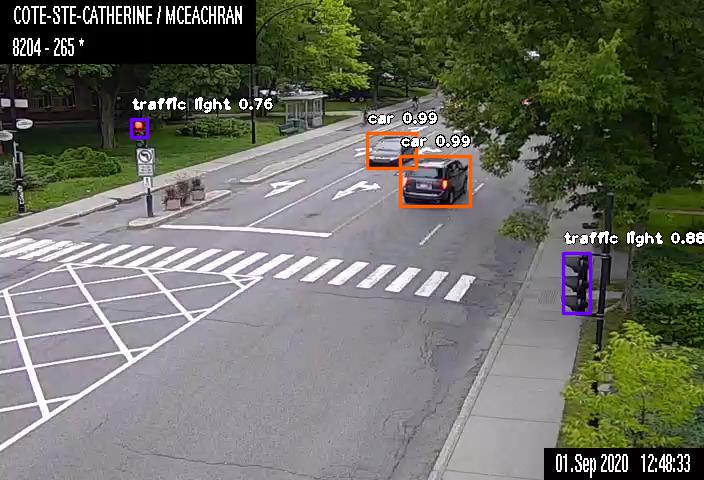 COTE-STE-CATHERINE / MCEACHRAN
8204 - 265 *
traffic light 0.76
car 0.99
car 0.99
traffic light 0.88
01.Sep 2020 12:48:33